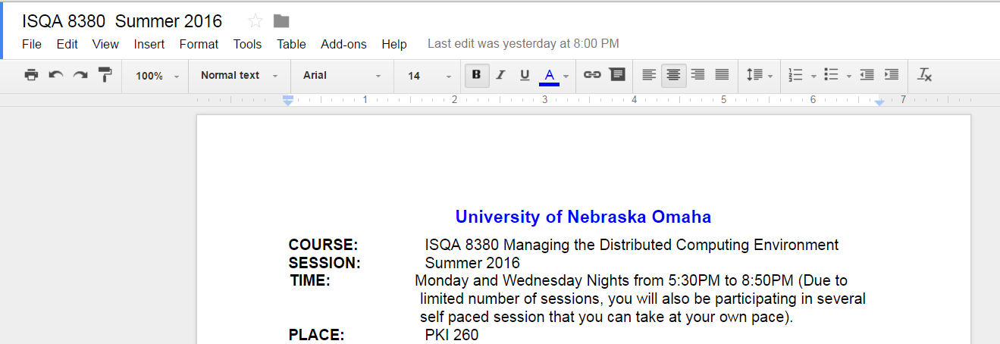 ISQA 8380  Summer 2016
File Edit View Insert Format Tools Table Add-ons Help Last edit was yesterday at 8:00 PM
100% Normal text Arial 14 B I U A
1 2 3 4 5 6 7
University of Nebraska Omaha
COURSE: ISQA 8380 Managing the Distributed Computing Environment
SESSION: Summer 2016
TIME: Monday and Wednesday Nights from 5:30PM to 8:50PM (Due to
limited number of sessions, you will also be participating in several
self paced session that you can take at your own pace).
PLACE: PKI 260